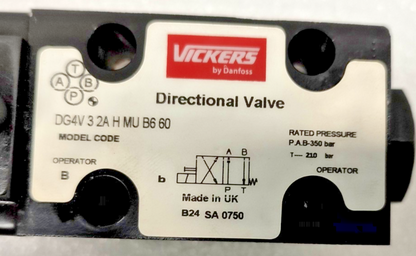 VICKERS
by Danfoss
T
A B
P
Directional Valve
DG4V 3 2A H MU B6 60
MODEL CODE
RATED PRESSURE
P.A.B-350 bar
T— 210 bar
OPERATOR
B
OPERATOR
A B
b
P T
Made in UK
B24 SA 0750